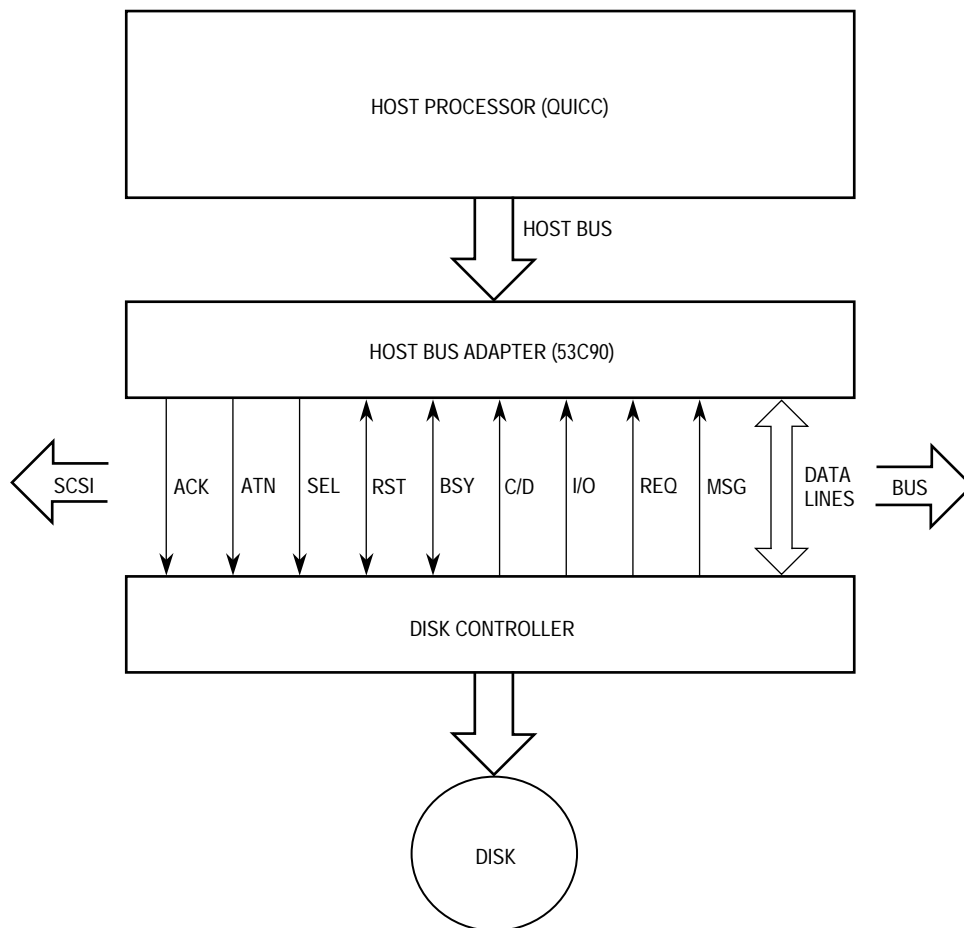 HOST PROCESSOR (QUICC)
HOST BUS
HOST BUS ADAPTER (53C90)
SCSI
ACK
ATN
SEL
RST
BSY
C/D
I/O
REQ
MSG
DATA
LINES
BUS
DISK CONTROLLER
DISK